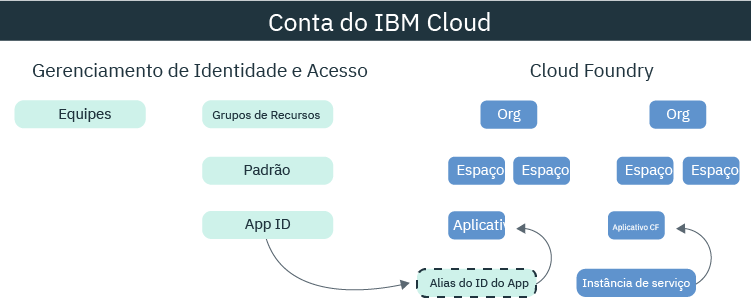 Conta do IBM Cloud
Gerenciamento de Identidade e Acesso
Cloud Foundry
Equipes
Grupos de Recursos
Org
Org
Padrão
Espaço
Espaço
Espaço
Espaço
App ID
Aplicativ
Aplicativo CF
Alias do ID do App
Instância de serviço